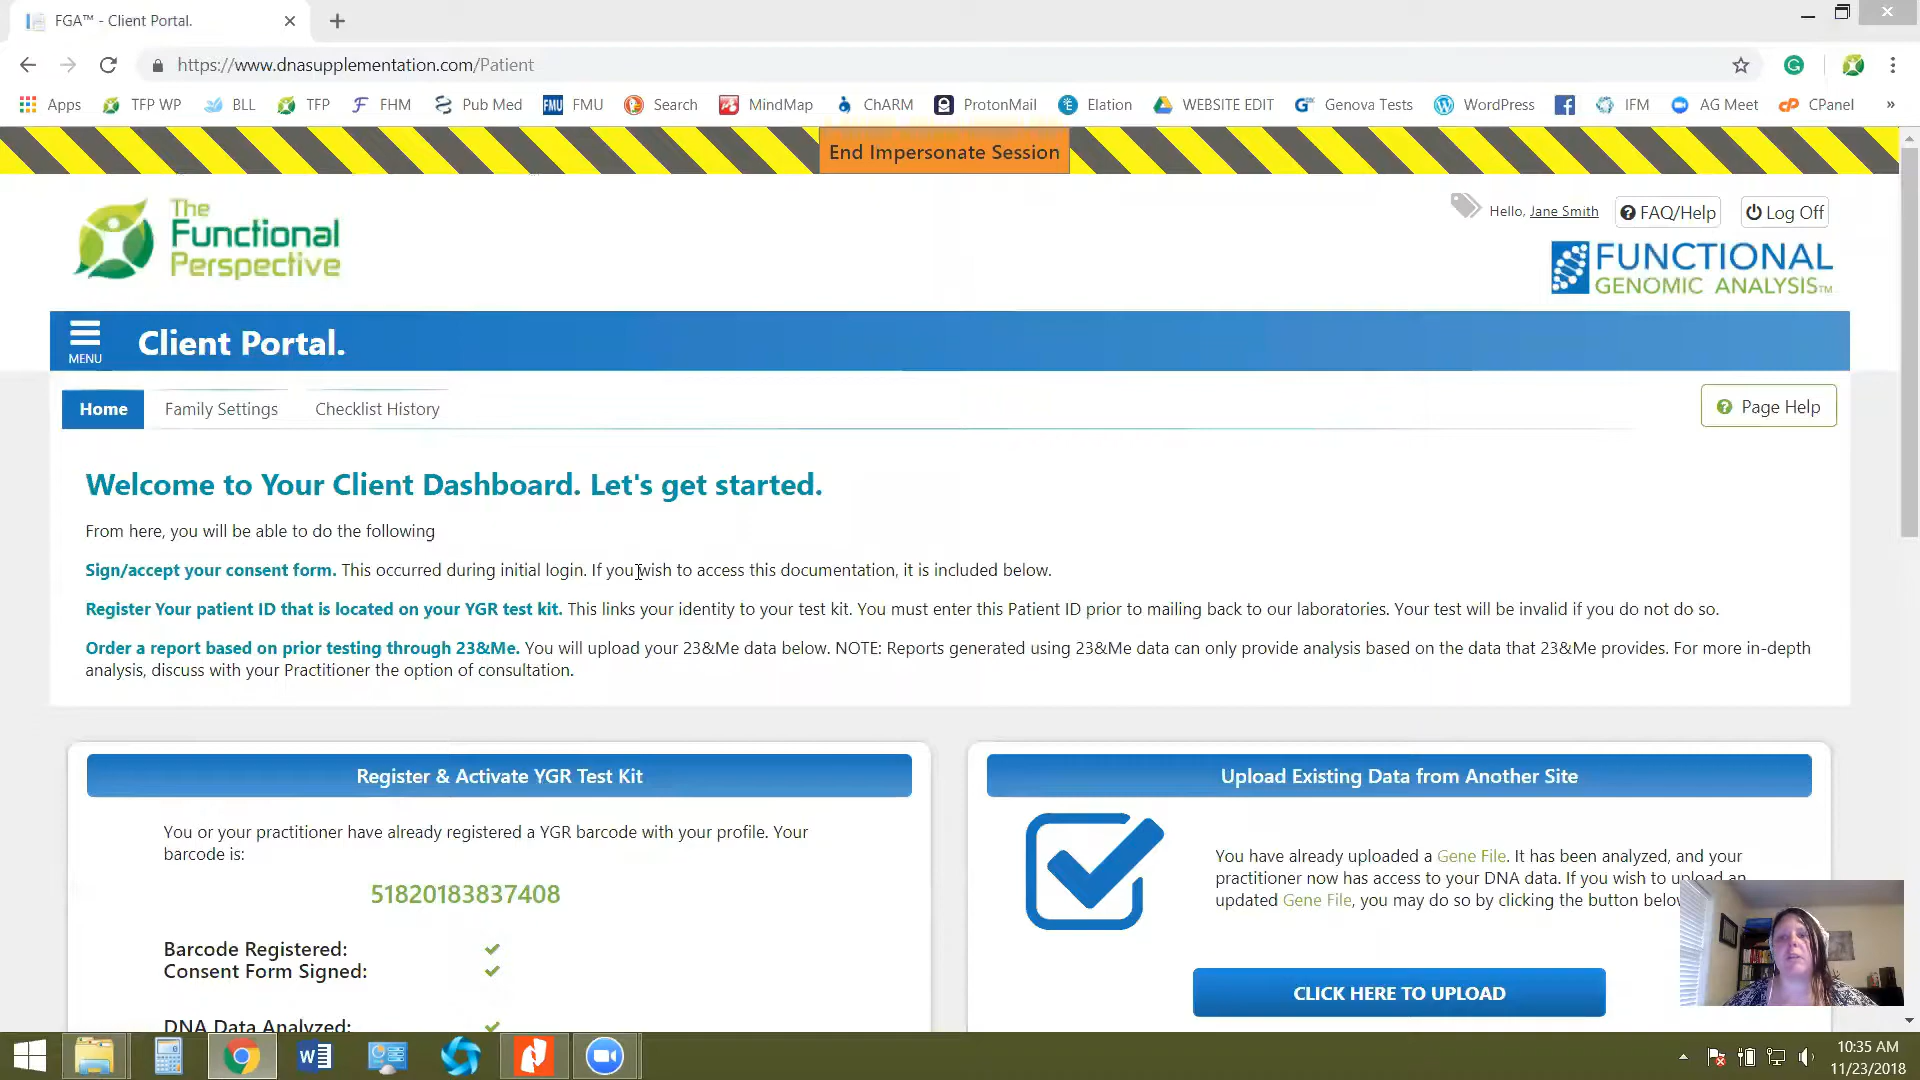 FGA™ - Client Portal.
https://www.dnasupplementation.com/Patient
Apps TFP WP BLL TFP FHM Pub Med FMU FMU Search MindMap ChARM ProtonMail Elation WEBSITE EDIT Genova Tests WordPress IFM AG Meet CPanel »
End Impersonate Session
The
Functional
Perspective
Hello, Jane Smith FAQ/Help Log Off
FUNCTIONAL
GENOMIC ANALYSIS™
MENU
Client Portal.
Home Family Settings Checklist History Page Help
Welcome to Your Client Dashboard. Let's get started.
From here, you will be able to do the following
Sign/accept your consent form. This occurred during initial login. If you wish to access this documentation, it is included below.
Register Your patient ID that is located on your YGR test kit. This links your identity to your test kit. You must enter this Patient ID prior to mailing back to our laboratories. Your test will be invalid if you do not do so.
Order a report based on prior testing through 23&Me. You will upload your 23&Me data below. NOTE: Reports generated using 23&Me data can only provide analysis based on the data that 23&Me provides. For more in-depth
analysis, discuss with your Practitioner the option of consultation.
Register & Activate YGR Test Kit
You or your practitioner have already registered a YGR barcode with your profile. Your
barcode is:
51820183837408
Barcode Registered:
Consent Form Signed:
DNA Data Analyzed:
Upload Existing Data from Another Site
You have already uploaded a Gene File. It has been analyzed, and your
practitioner now has access to your DNA data. If you wish to upload an
updated Gene File, you may do so by clicking the button below
CLICK HERE TO UPLOAD
10:35 AM
11/23/2018